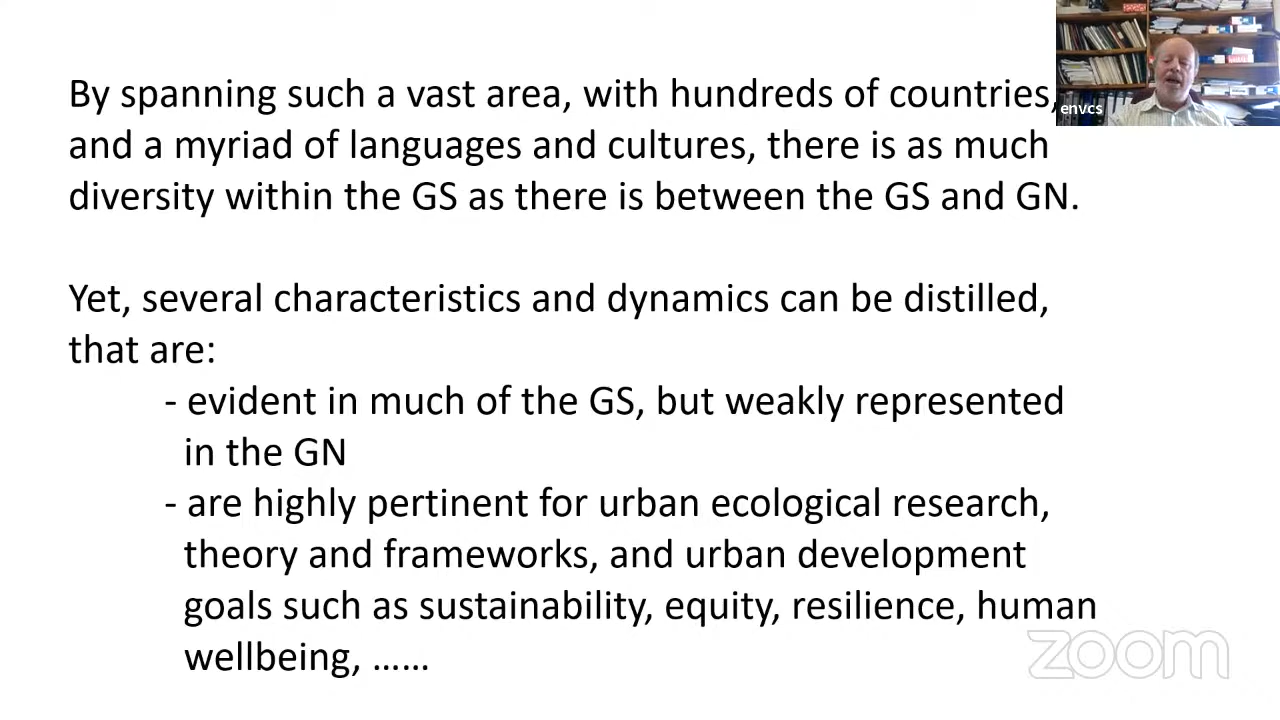 By spanning such a vast area, with hundreds of countries,
and a myriad of languages and cultures, there is as much
diversity within the GS as there is between the GS and GN.
Yet, several characteristics and dynamics can be distilled,
that are:
- evident in much of the GS, but weakly represented
in the GN
- are highly pertinent for urban ecological research,
theory and frameworks, and urban development
goals such as sustainability, equity, resilience, human
wellbeing, ......
envcs
zoom